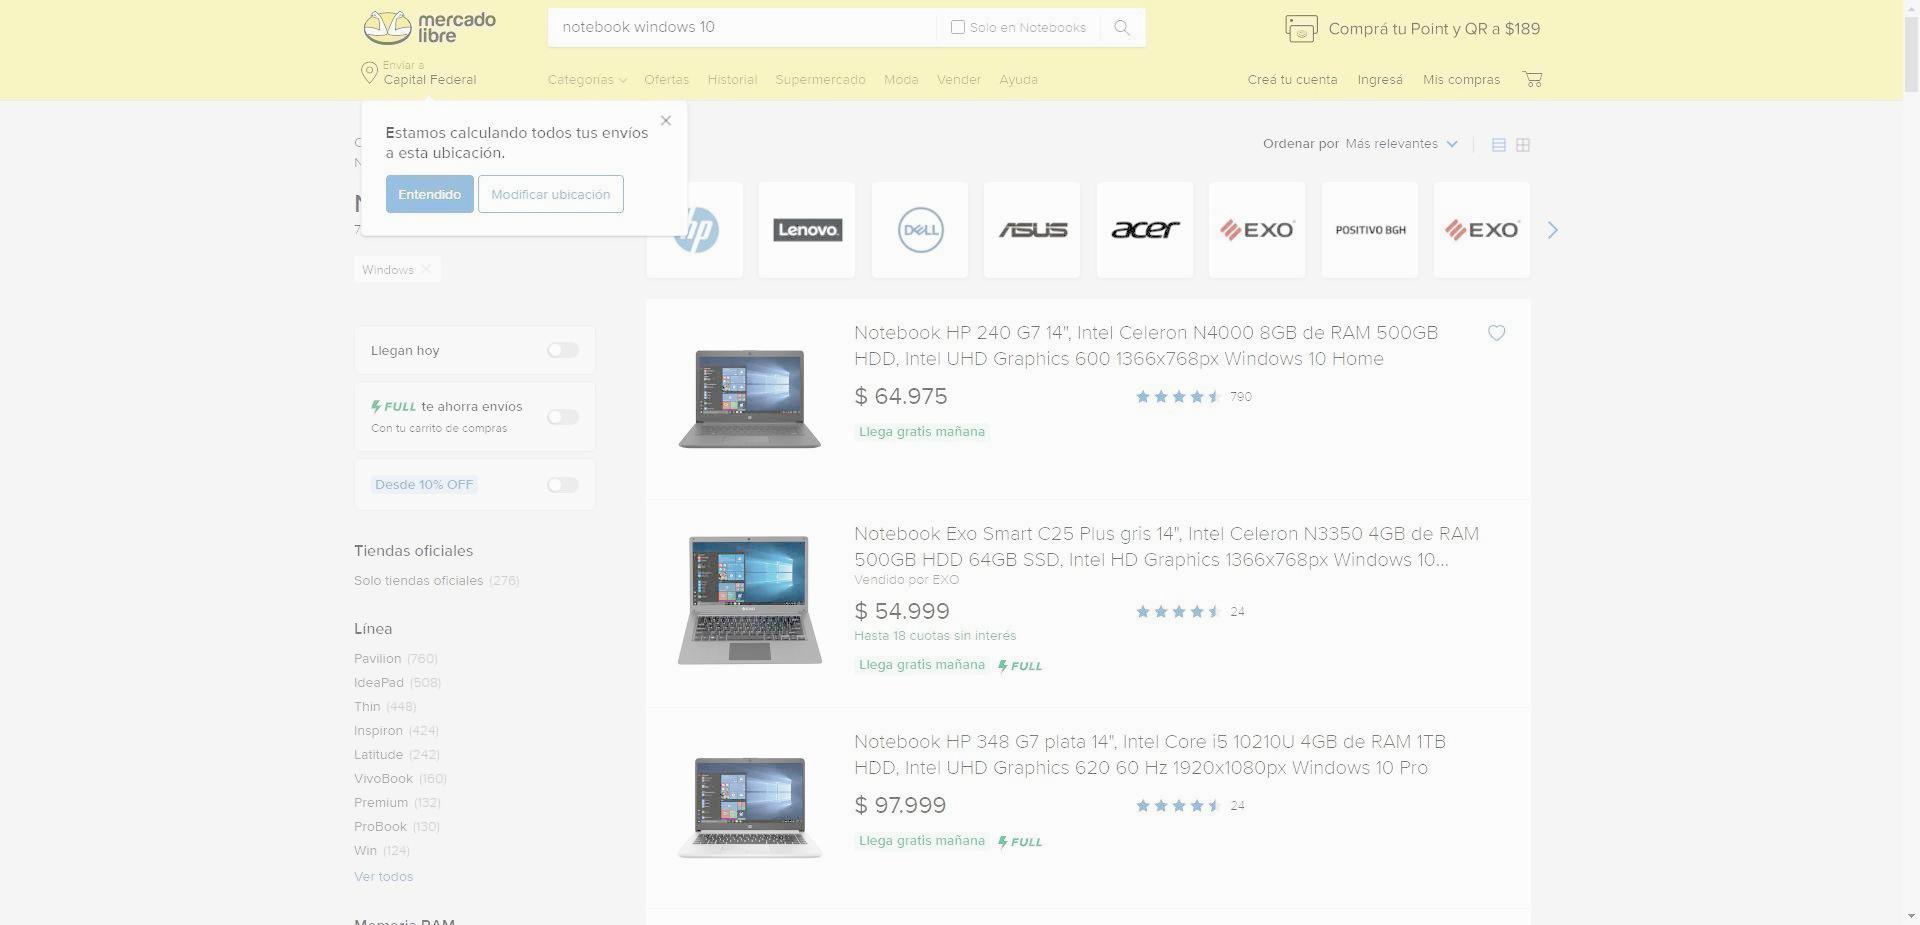 mercado
libre
notebook windows 10
Solo en Notebooks
Comprá tu Point y QR a $189
Enviar a
Capital Federal
Categorías
Ofertas
Historial
Supermercado
Moda
Vender
Ayuda
Creá tu cuenta
Ingresá
Mis compras
Estamos calculando todos tus envíos
a esta ubicación.
Entendido
Modificar ubicación
Ordenar por Más relevantes
hp
Lenovo
DELL
ASUS
acer
EXO
POSITIVO BGH
EXO
Windows
Llegan hoy
FULL te ahorra envíos
Con tu carrito de compras
Desde 10% OFF
Tiendas oficiales
Solo tiendas oficiales (276)
Línea
Pavilion (760)
IdeaPad (508)
Thin (448)
Inspiron (424)
Latitude (242)
VivoBook (160)
Premium (132)
ProBook (130)
Win (124)
Ver todos
Memoria RAM
Notebook HP 240 G7 14", Intel Celeron N4000 8GB de RAM 500GB
HDD, Intel UHD Graphics 600 1366x768px Windows 10 Home
$ 64.975
790
Llega gratis mañana
Notebook Exo Smart C25 Plus gris 14", Intel Celeron N3350 4GB de RAM
500GB HDD 64GB SSD, Intel HD Graphics 1366x768px Windows 10...
Vendido por EXO
$ 54.999
24
Hasta 18 cuotas sin interés
Llega gratis mañana FULL
Notebook HP 348 G7 plata 14", Intel Core i5 10210U 4GB de RAM 1TB
HDD, Intel UHD Graphics 620 60 Hz 1920x1080px Windows 10 Pro
$ 97.999
24
Llega gratis mañana FULL